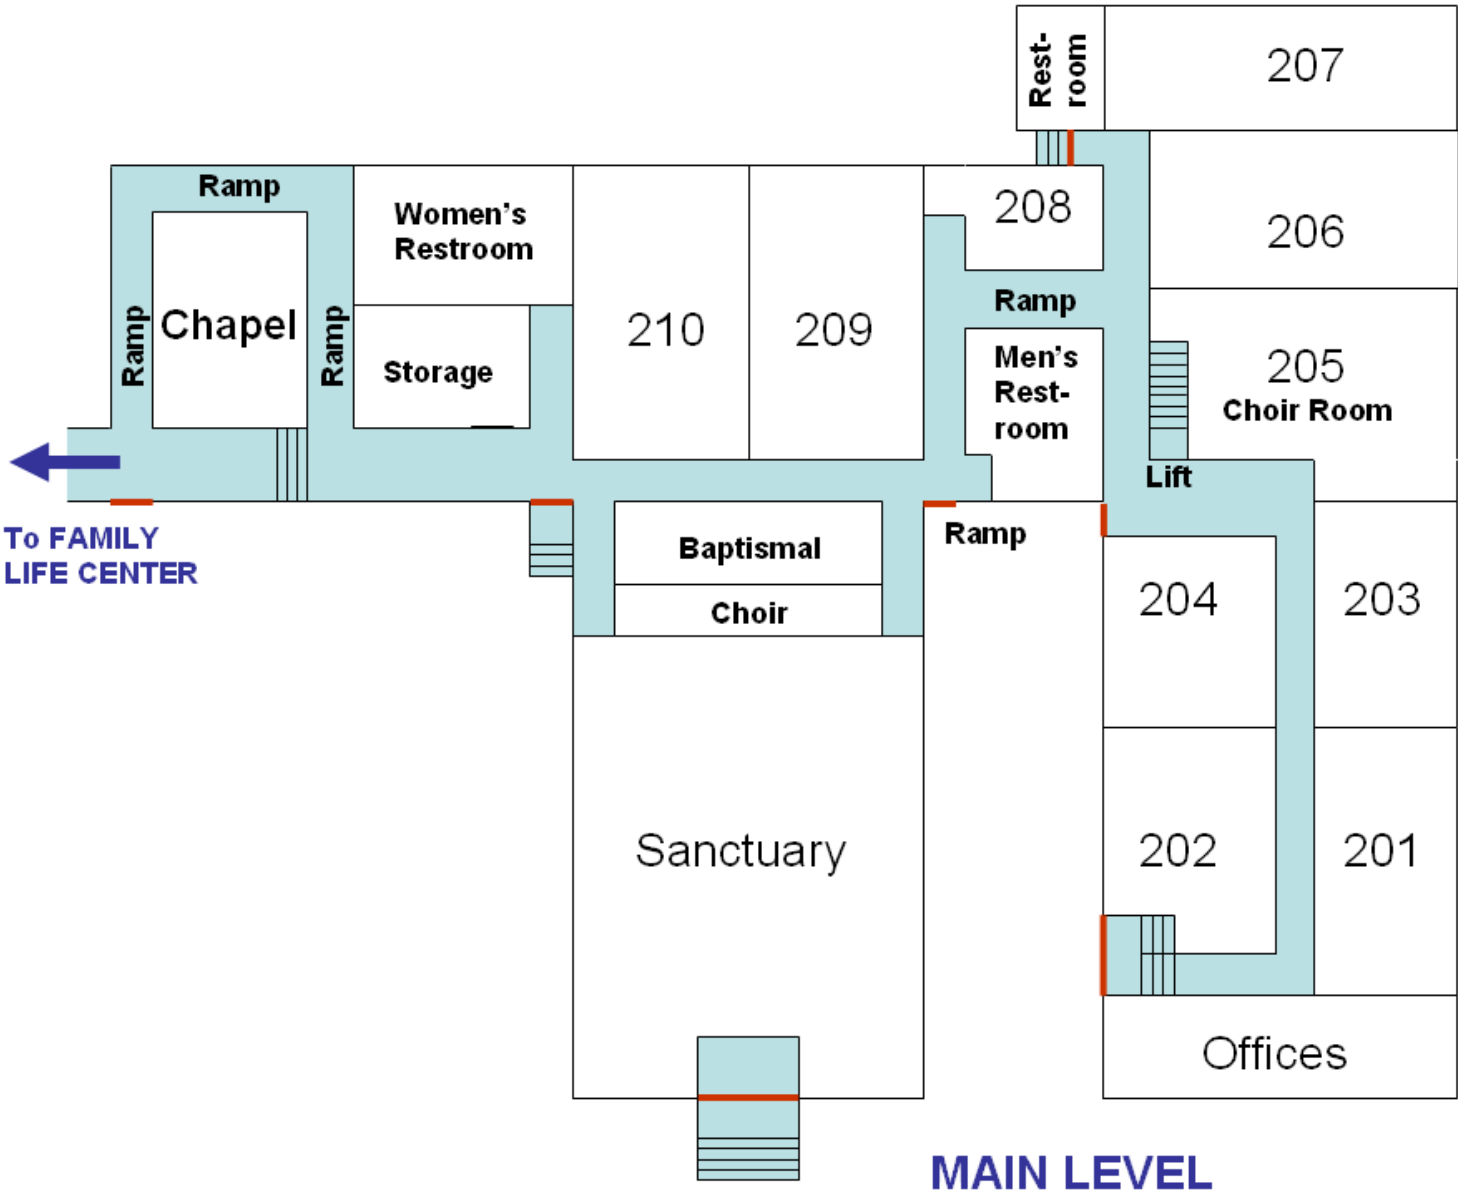 Rest-
room
207
Ramp
Women's
Restroom
208
206
Ramp
Chapel
Ramp
Storage
210
209
Ramp
Men's
Rest-
room
205
Choir Room
Lift
To FAMILY
LIFE CENTER
Baptismal
Ramp
Choir
204
203
Sanctuary
202
201
Offices
MAIN LEVEL